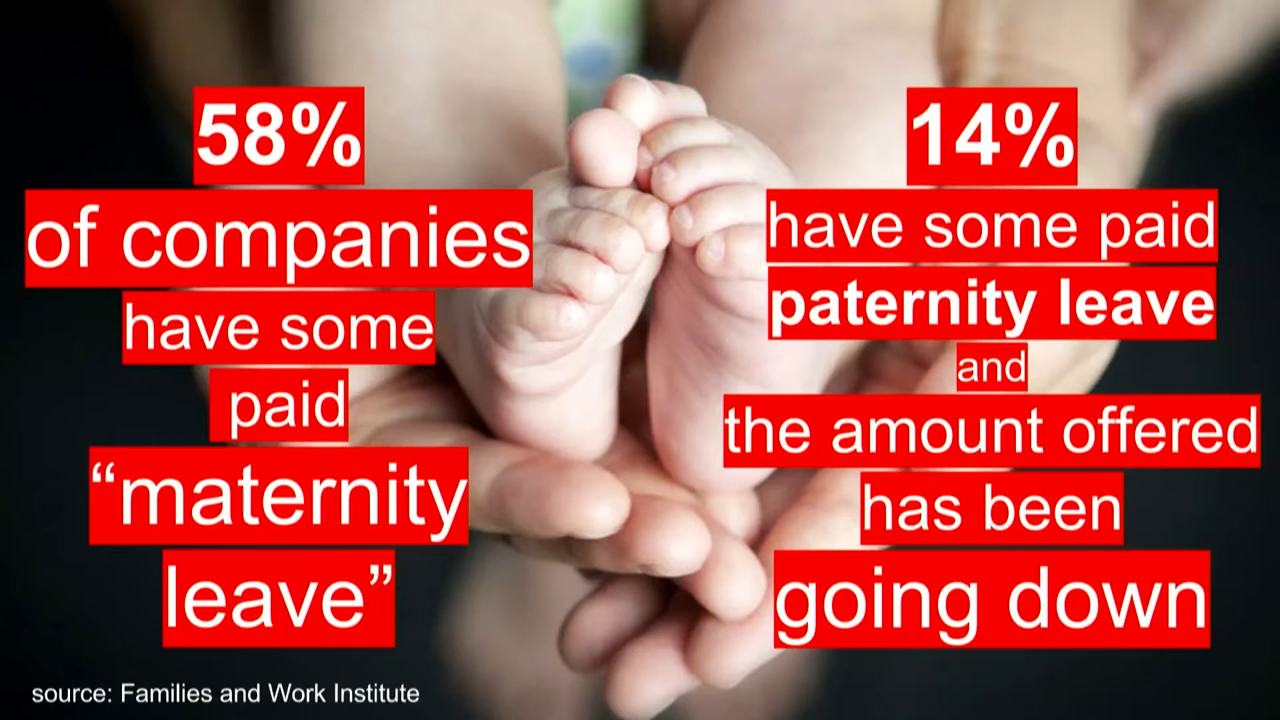 58%
of companies
have some
paid
“maternity
leave”
14%
have some paid
paternity leave
and
the amount offered
has been
going down
source: Families and Work Institute